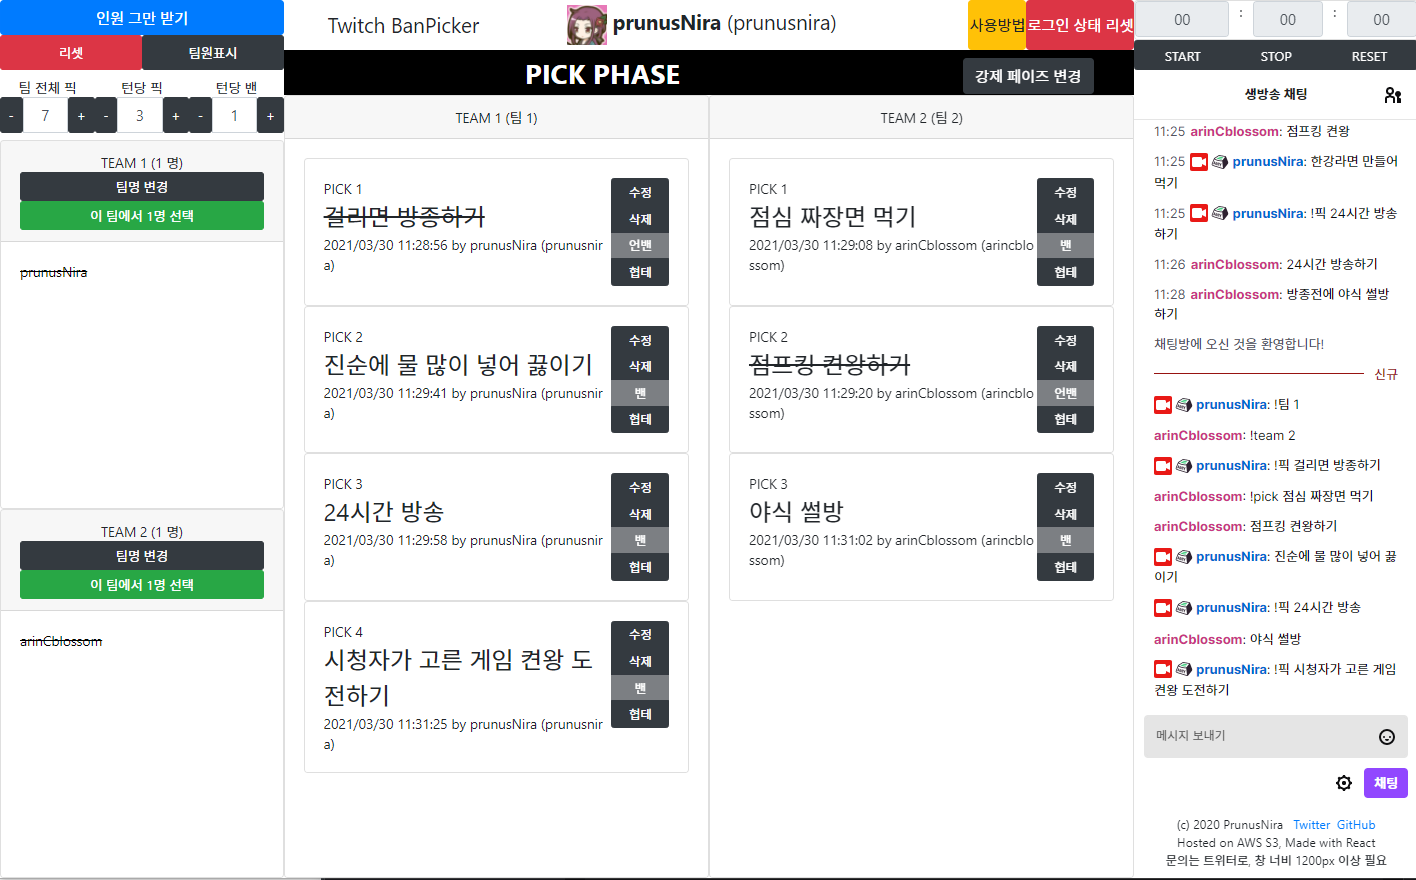 인원 그만 받기
리셋 팀원표시
팀 전체 픽 턴당 픽 턴당 밴
- 7 + - 3 + - 1 +
TEAM 1 (1 명)
팀명 변경
이 팀에서 1명 선택
prunusNira
TEAM 2 (1 명)
팀명 변경
이 팀에서 1명 선택
arinCblossom
Twitch BanPicker
prunusNira (prunusnira)
사용방법
로그인 상태 리셋
PICK PHASE
강제 페이즈 변경
TEAM 1 (팀 1)
PICK 1
걸리면 방종하기
2021/03/30 11:28:56 by prunusNira (prunusnir
a)
수정
삭제
언밴
협테
PICK 2
진순에 물 많이 넣어 끓이기
2021/03/30 11:29:41 by prunusNira (prunusnir
a)
수정
삭제
밴
협테
PICK 3
24시간 방송
2021/03/30 11:29:58 by prunusNira (prunusnir
a)
수정
삭제
밴
협테
PICK 4
시청자가 고른 게임 켠왕 도
전하기
2021/03/30 11:31:25 by prunusNira (prunusnir
a)
수정
삭제
밴
협테
TEAM 2 (팀 2)
PICK 1
점심 짜장면 먹기
2021/03/30 11:29:08 by arinCblossom (arincblo
ssom)
수정
삭제
밴
협테
PICK 2
점프킹 켠왕하기
2021/03/30 11:29:20 by arinCblossom (arincblo
ssom)
수정
삭제
언밴
협테
PICK 3
야식 썰방
2021/03/30 11:31:02 by arinCblossom (arincblo
ssom)
수정
삭제
밴
협테
00 : 00 : 00
START STOP RESET
생방송 채팅
11:25 arinCblossom: 점프킹 켠왕
11:25 prunusNira: 한강라면 만들어
먹기
11:25 prunusNira: !픽 24시간 방송
하기
11:26 arinCblossom: 24시간 방송하기
11:28 arinCblossom: 방종전에 야식 썰방
하기
채팅방에 오신 것을 환영합니다!
신규
prunusNira: !팀 1
arinCblossom: !team 2
prunusNira: !픽 걸리면 방종하기
arinCblossom: !pick 점심 짜장면 먹기
arinCblossom: 점프킹 켠왕하기
prunusNira: 진순에 물 많이 넣어 끓
이기
prunusNira: !픽 24시간 방송
arinCblossom: 야식 썰방
prunusNira: !픽 시청자가 고른 게임
켠왕 도전하기
메시지 보내기
채팅
(c) 2020 PrunusNira Twitter GitHub
Hosted on AWS S3, Made with React
문의는 트위터로, 창 너비 1200px 이상 필요